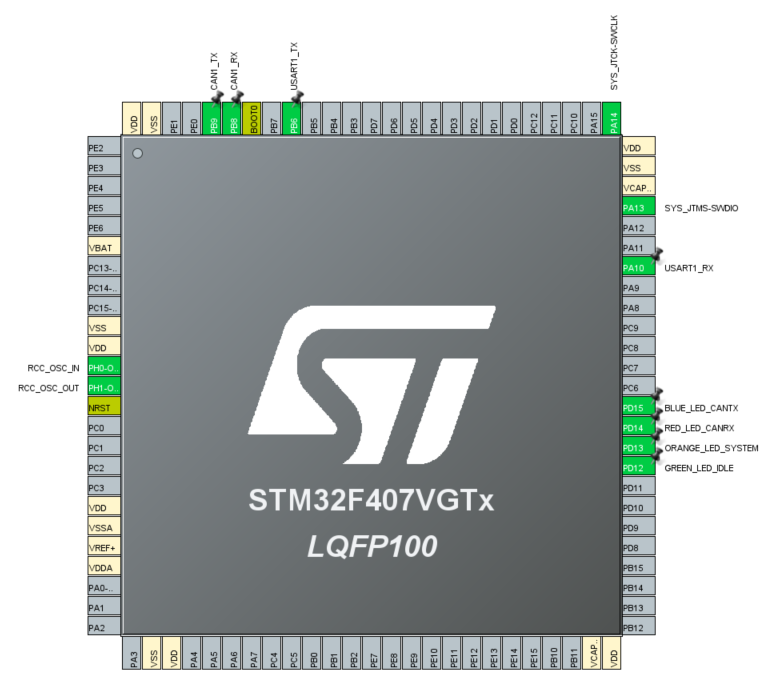 CAN1_TX
CAN1_RX
USART1_TX
SYS_JTCK-SWCLK
VDD
VSS
PE1
PE0
PB9
PB8
BOOT0
PB7
PB6
PB5
PB4
PB3
PD7
PD6
PD5
PD4
PD3
PD2
PD1
PD0
PC12
PC11
PC10
PA15
PA14
PE2
PE3
PE4
PE5
PE6
VBAT
PC13-..
PC14-..
PC15-..
VSS
VDD
RCC_OSC_IN PH0-O..
RCC_OSC_OUT PH1-O..
NRST
PC0
PC1
PC2
PC3
VDD
VSSA
VREF+
VDDA
PA0-..
PA1
PA2
VDD
VSS
VCAP..
PA13 SYS_JTMS-SWDIO
PA12
PA11
PA10 USART1_RX
PA9
PA8
PC9
PC8
PC7
PC6
PD15 BLUE_LED_CANTX
PD14 RED_LED_CANRX
PD13 ORANGE_LED_SYSTEM
PD12 GREEN_LED_IDLE
PD11
PD10
PD9
PD8
PB15
PB14
PB13
PB12
ST
STM32F407VGTx
LQFP100
PA3
VSS
VDD
PA4
PA5
PA6
PA7
PC4
PC5
PB0
PB1
PB2
PE7
PE8
PE9
PE10
PE11
PE12
PE13
PE14
PE15
PB10
PB11
VCAP..
VDD